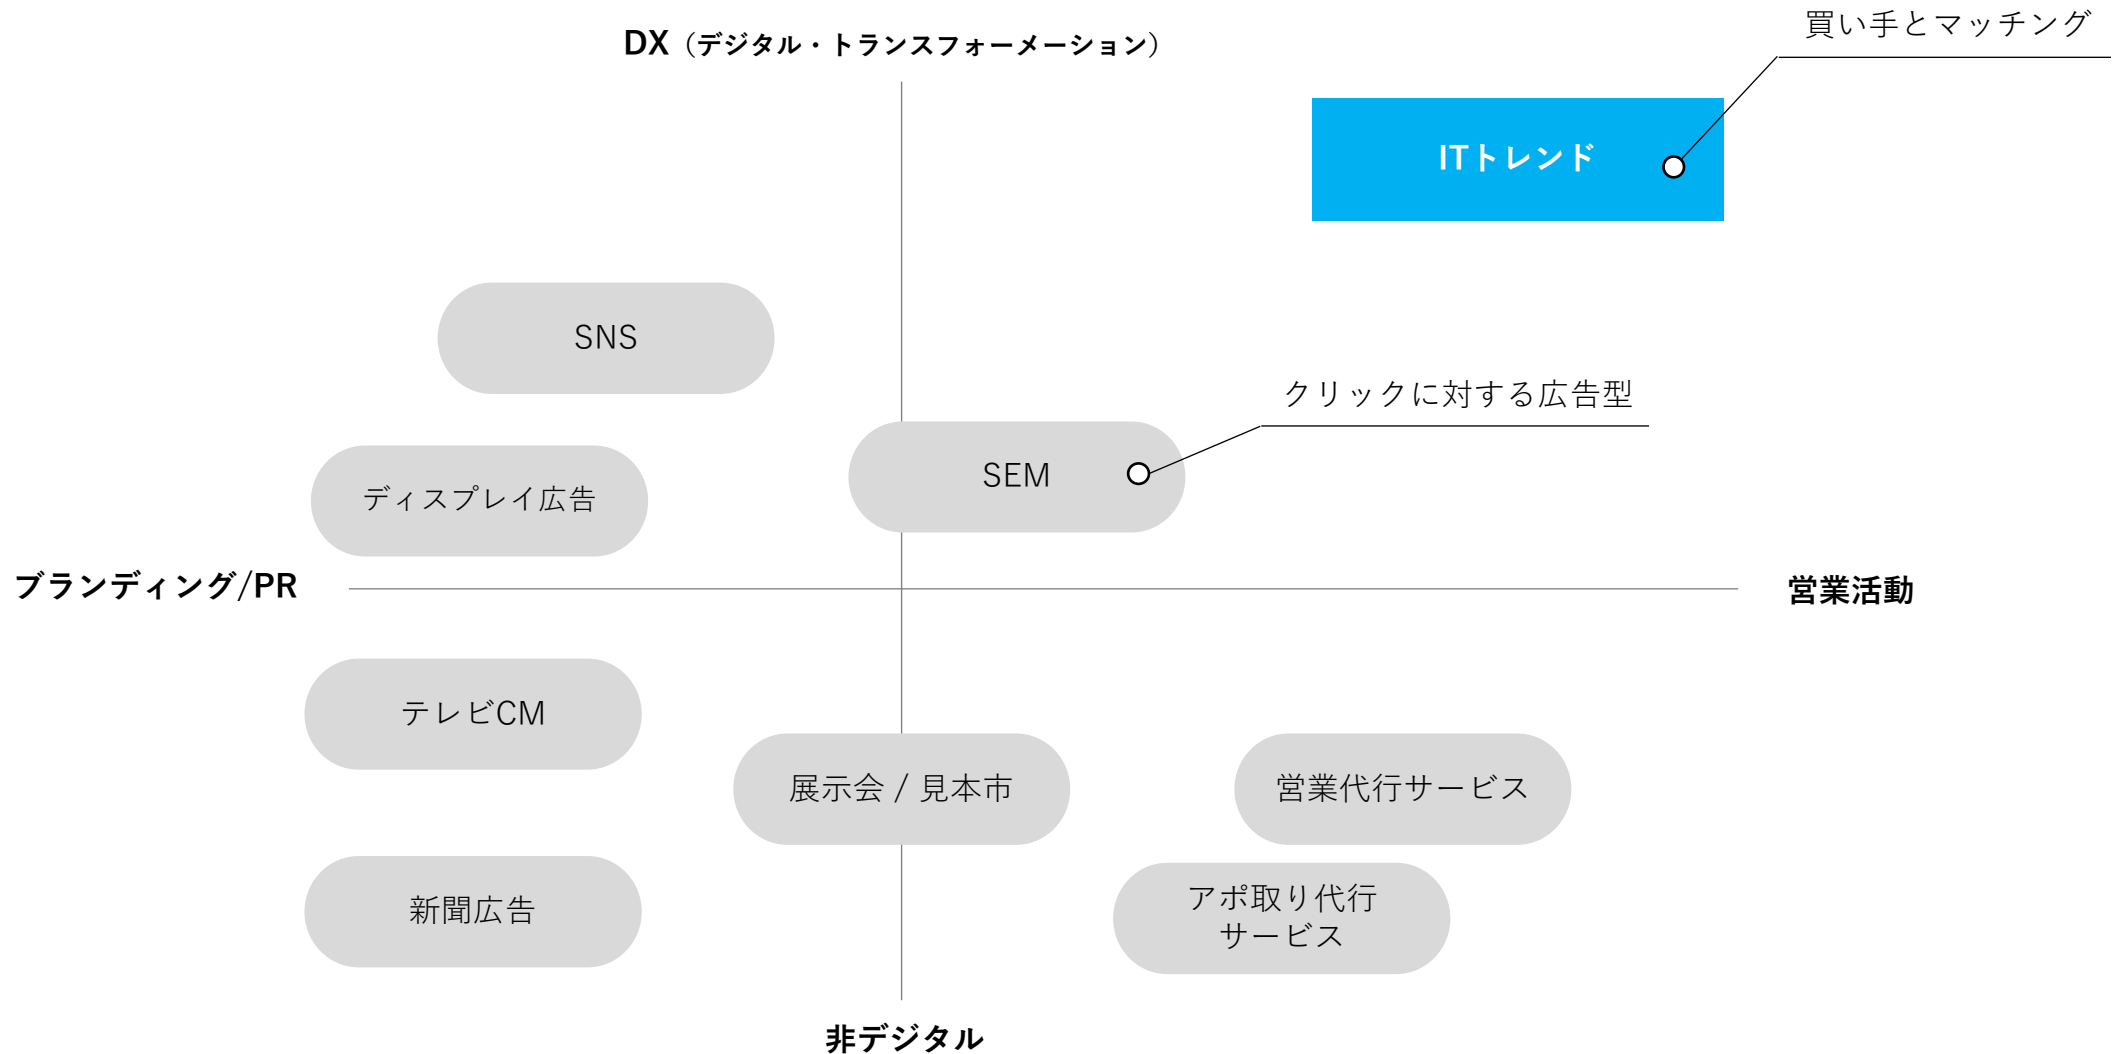 買い手とマッチング
DX（デジタル・トランスフォーメーション）
ITトレンド
SNS
クリックに対する広告型
SEM
ディスプレイ広告
ブランディング/PR
営業活動
テレビCM
展示会 / 見本市
営業代行サービス
アポ取り代行
サービス
新聞広告
非デジタル